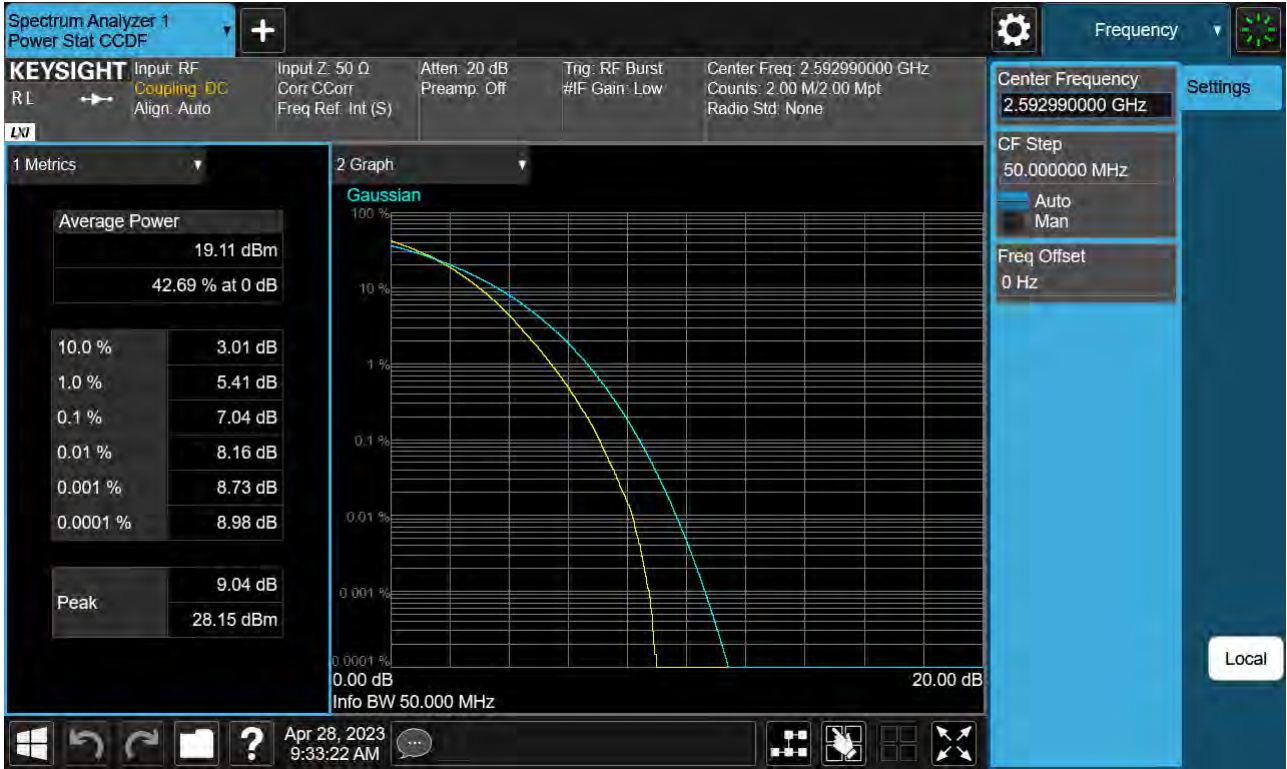 Spectrum Analyzer 1
Power Stat CCDF
Frequency
KEYSIGHT
R L
LXI
Input: RF
Coupling: DC
Align: Auto
Input Z: 50 Ω
Corr CCorr
Freq Ref: Int (S)
Atten: 20 dB
Preamp: Off
Trig: RF Burst
#IF Gain: Low
Center Freq: 2.592990000 GHz
Counts: 2.00 M/2.00 Mpt
Radio Std: None
Center Frequency
2.592990000 GHz
Settings
CF Step
50.000000 MHz
Auto
Man
Freq Offset
0 Hz
1 Metrics
Average Power
19.11 dBm
42.69 % at 0 dB
10.0 % 3.01 dB
1.0 % 5.41 dB
0.1 % 7.04 dB
0.01 % 8.16 dB
0.001 % 8.73 dB
0.0001 % 8.98 dB
Peak
9.04 dB
28.15 dBm
2 Graph
Gaussian
100 %
10 %
1 %
0.1 %
0.01 %
0.001 %
0.0001 %
0.00 dB 20.00 dB
Info BW 50.000 MHz
Local
?
Apr 28, 2023
9:33:22 AM